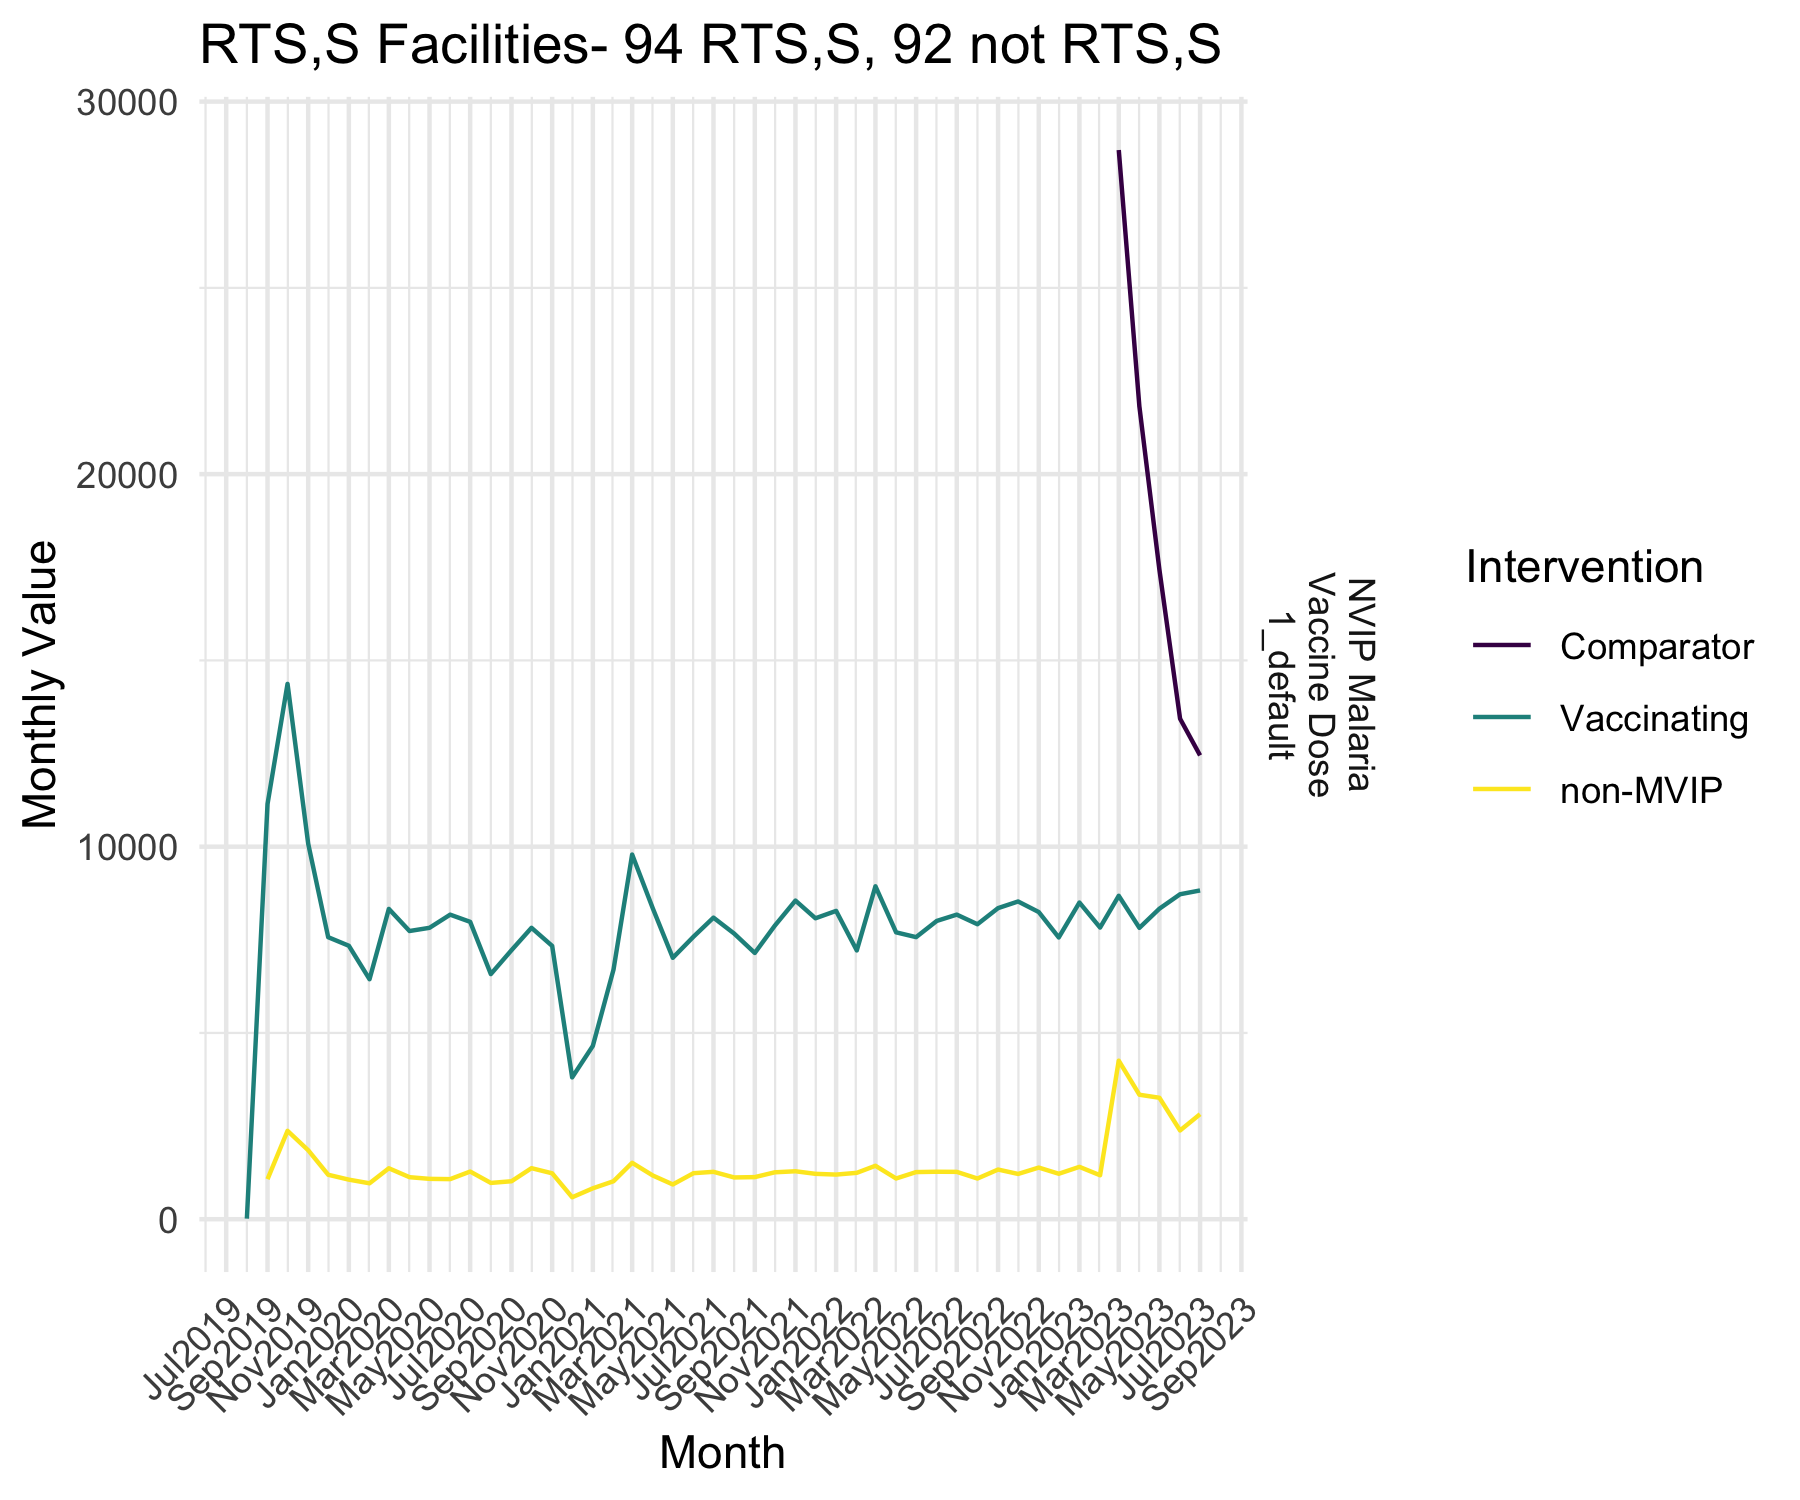 RTS,S Facilities- 94 RTS,S, 92 not RTS,S
Monthly Value
30000
20000
10000
0
Jul2019
Sep2019
Nov2019
Jan2020
Mar2020
May2020
Jul2020
Sep2020
Nov2020
Jan2021
Mar2021
May2021
Jul2021
Sep2021
Nov2021
Jan2022
Mar2022
May2022
Jul2022
Sep2022
Nov2022
Jan2023
Mar2023
May2023
Jul2023
Sep2023
Month
NVIP Malaria
Vaccine Dose
1_default
Intervention
Comparator
Vaccinating
non-MVIP